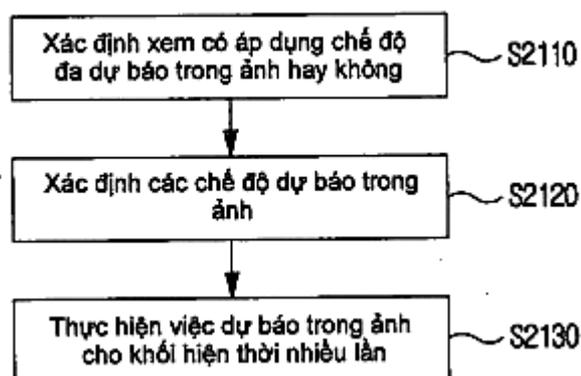 Xác định xem có áp dụng chế độ
đa dự báo trong ảnh hay không
S2110
Xác định các chế độ dự báo trong
ảnh
S2120
Thực hiện việc dự báo trong ảnh
cho khối hiện thời nhiều lần
S2130